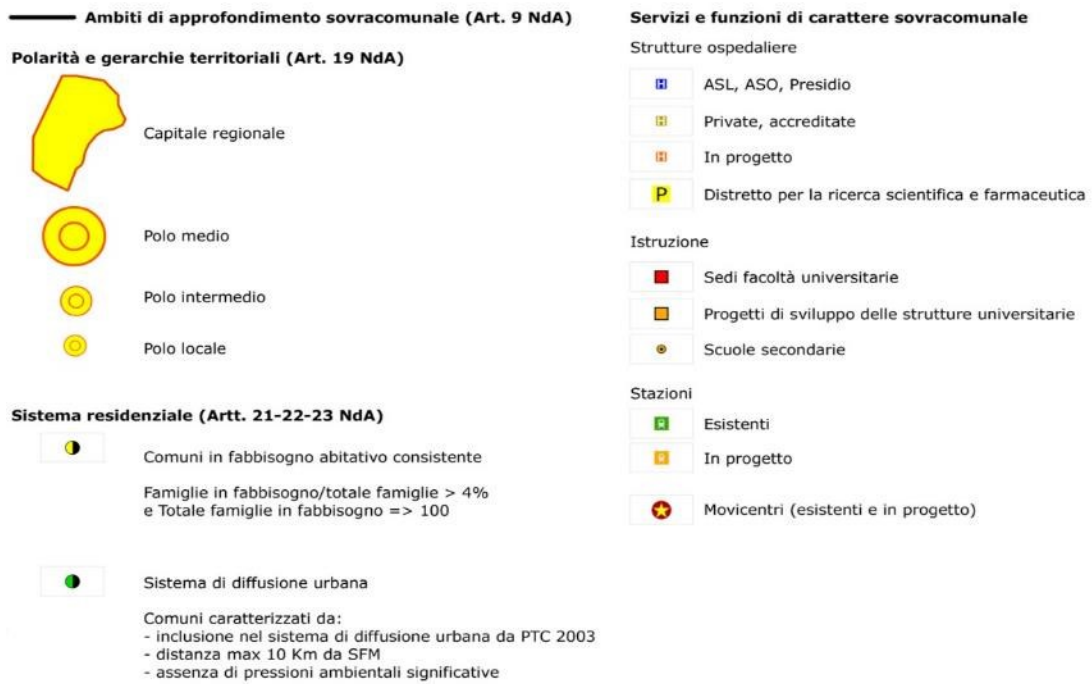 Ambiti di approfondimento sovracomunale (Art. 9 NdA)
Polarità e gerarchie territoriali (Art. 19 NdA)
Capitale regionale
Polo medio
Polo intermedio
Polo locale
Sistema residenziale (Artt. 21-22-23 NdA)
Comuni in fabbisogno abitativo consistente
Famiglie in fabbisogno/totale famiglie > 4%
e Totale famiglie in fabbisogno => 100
Sistema di diffusione urbana
Comuni caratterizzati da:
- inclusione nel sistema di diffusione urbana da PTC 2003
- distanza max 10 Km da SFM
- assenza di pressioni ambientali significative
Servizi e funzioni di carattere sovracomunale
Strutture ospedaliere
H ASL, ASO, Presidio
H Private, accreditate
H In progetto
P Distretto per la ricerca scientifica e farmaceutica
Istruzione
Sedi facoltà universitarie
Progetti di sviluppo delle strutture universitarie
Scuole secondarie
Stazioni
Esistenti
In progetto
Movicentri (esistenti e in progetto)